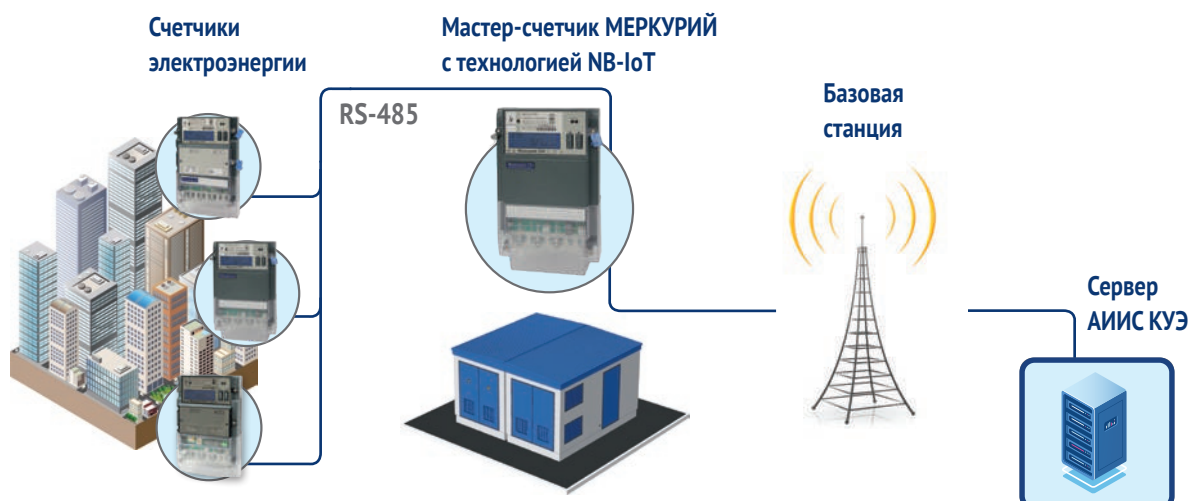 Счетчики
электроэнергии
Мастер-счетчик МЕРКУРИЙ
с технологией NB-IoT
RS-485
Базовая
станция
Сервер
АИИС КУЭ